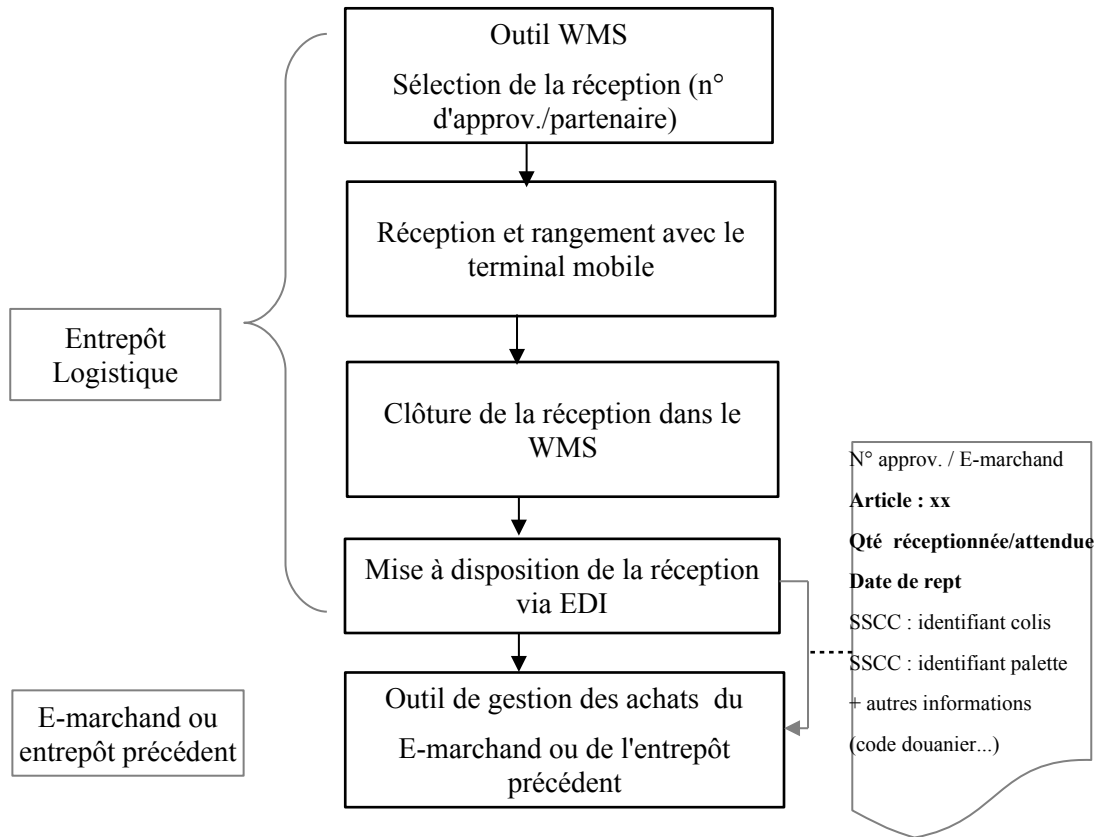 Outil WMS
Sélection de la réception (n°
d'approv./partenaire)
Réception et rangement avec le
terminal mobile
Entrepôt
Logistique
Clôture de la réception dans le
WMS
Mise à disposition de la réception
via EDI
N° approv. / E-marchand
Article : xx
Qté réceptionnée/attendue
Date de rept
SSCC : identifiant colis
SSCC : identifiant palette
+ autres informations
(code douanier...)
E-marchand ou
entrepôt précédent
Outil de gestion des achats du
E-marchand ou de l'entrepôt
précédent